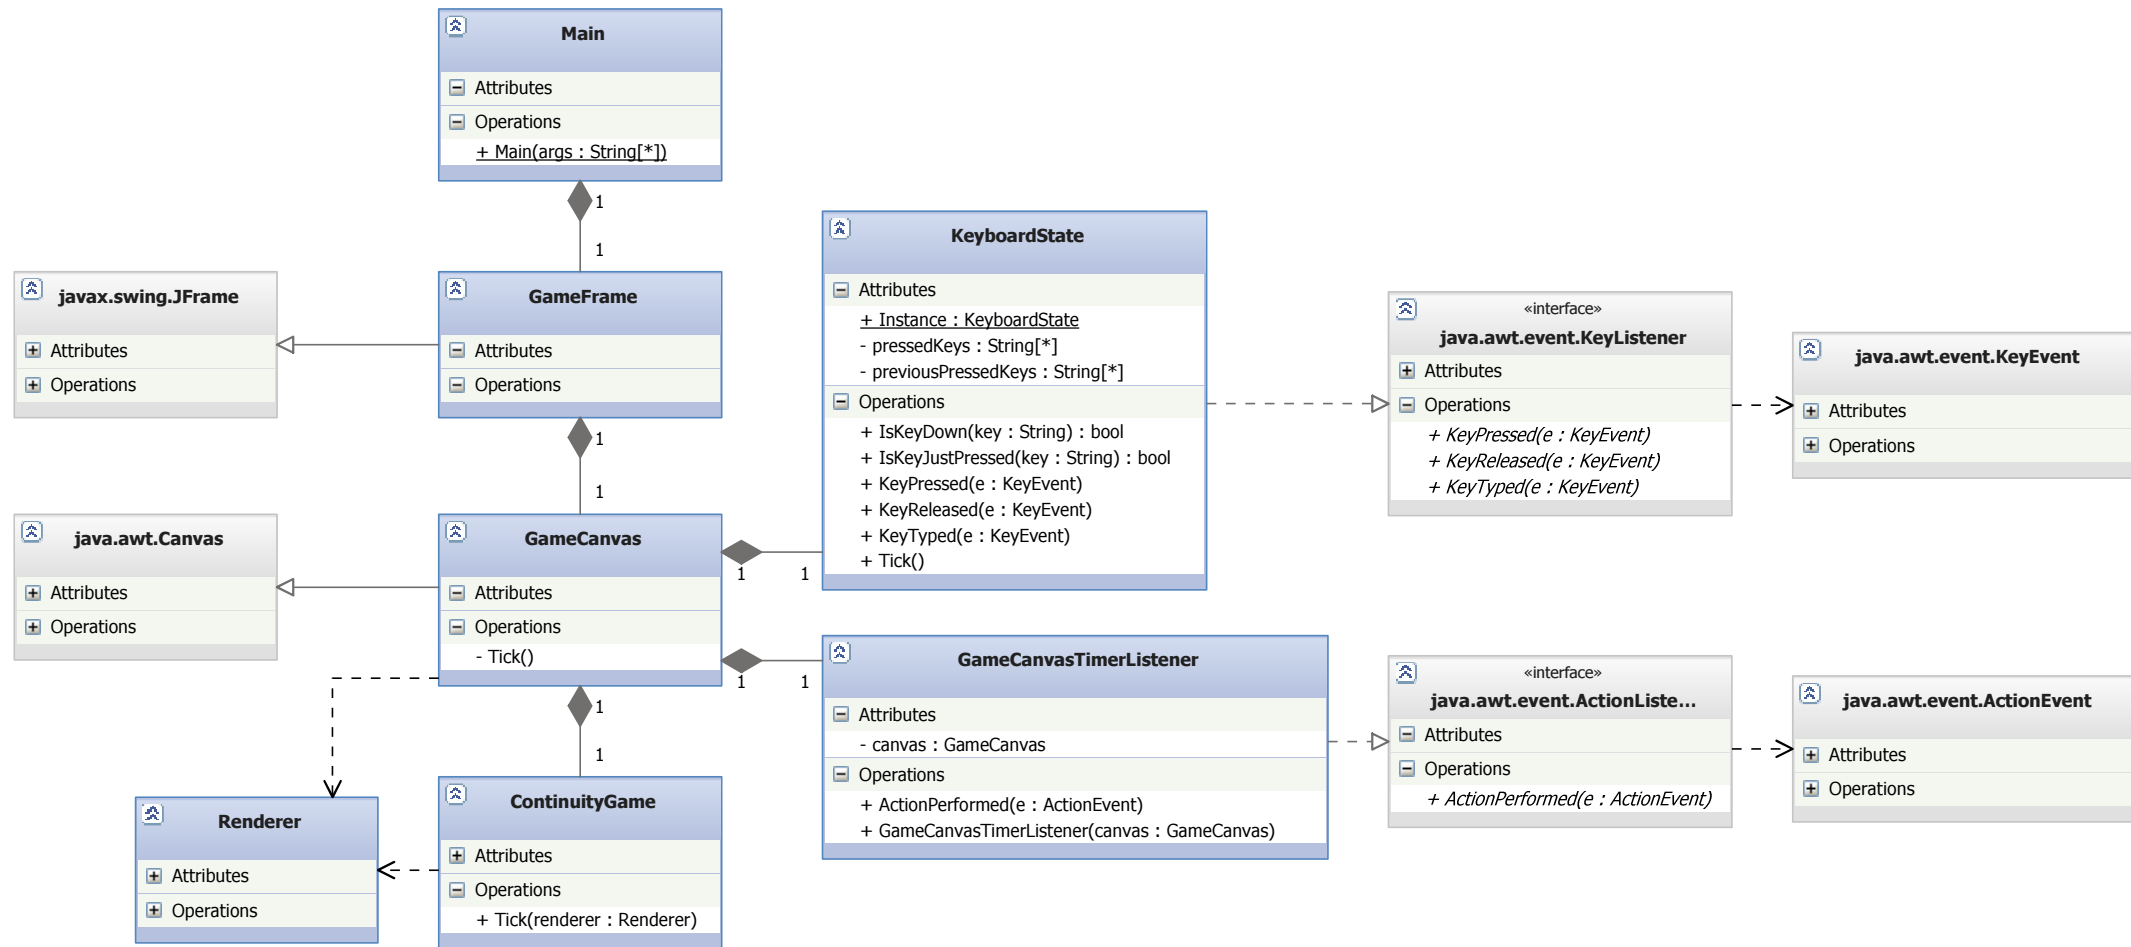 Main
Attributes
Operations
+ Main(args : String[*])
1
1
javax.swing.JFrame
Attributes
Operations
GameFrame
Attributes
Operations
1
1
java.awt.Canvas
Attributes
Operations
GameCanvas
Attributes
Operations
- Tick()
1
1
1
1
1
1
KeyboardState
Attributes
+ Instance : KeyboardState
- pressedKeys : String[*]
- previousPressedKeys : String[*]
Operations
+ IsKeyDown(key : String) : bool
+ IsKeyJustPressed(key : String) : bool
+ KeyPressed(e : KeyEvent)
+ KeyReleased(e : KeyEvent)
+ KeyTyped(e : KeyEvent)
+ Tick()
«interface»
java.awt.event.KeyListener
Attributes
Operations
+ KeyPressed(e : KeyEvent)
+ KeyReleased(e : KeyEvent)
+ KeyTyped(e : KeyEvent)
java.awt.event.KeyEvent
Attributes
Operations
GameCanvasTimerListener
Attributes
- canvas : GameCanvas
Operations
+ ActionPerformed(e : ActionEvent)
+ GameCanvasTimerListener(canvas : GameCanvas)
«interface»
java.awt.event.ActionListe...
Attributes
Operations
+ ActionPerformed(e : ActionEvent)
java.awt.event.ActionEvent
Attributes
Operations
Renderer
Attributes
Operations
ContinuityGame
Attributes
Operations
+ Tick(renderer : Renderer)